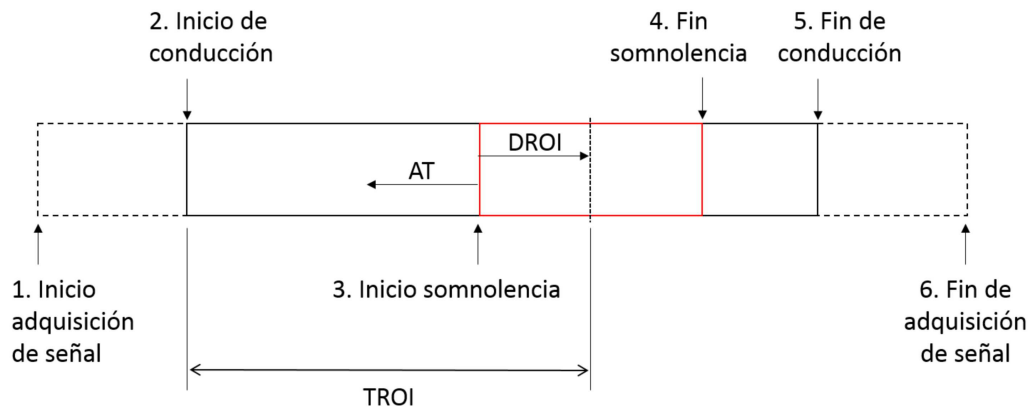 2. Inicio de
conducción
4. Fin
somnolencia
5. Fin de
conducción
DROI
AT
1. Inicio
adquisición
de señal
3. Inicio somnolencia
6. Fin de
adquisición
de señal
TROI